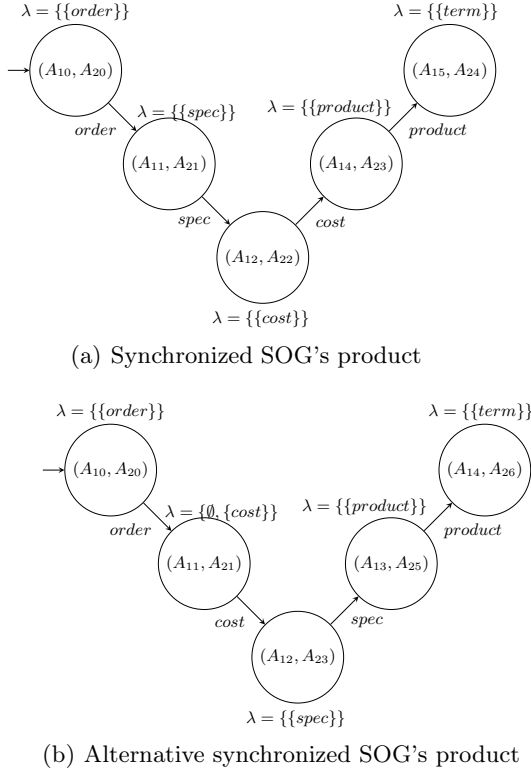 λ = {{order}}
λ = {{term}}
(A10, A20)
(A15, A24)
λ = {{spec}}
λ = {{product}}
order
product
(A11, A21)
(A14, A23)
spec
cost
(A12, A22)
λ = {{cost}}
(a) Synchronized SOG's product
λ = {{order}}
λ = {{term}}
(A10, A20)
(A14, A26)
λ = {∅, {cost}}
λ = {{product}}
order
product
(A11, A21)
(A13, A25)
cost
spec
(A12, A23)
λ = {{spec}}
(b) Alternative synchronized SOG's product